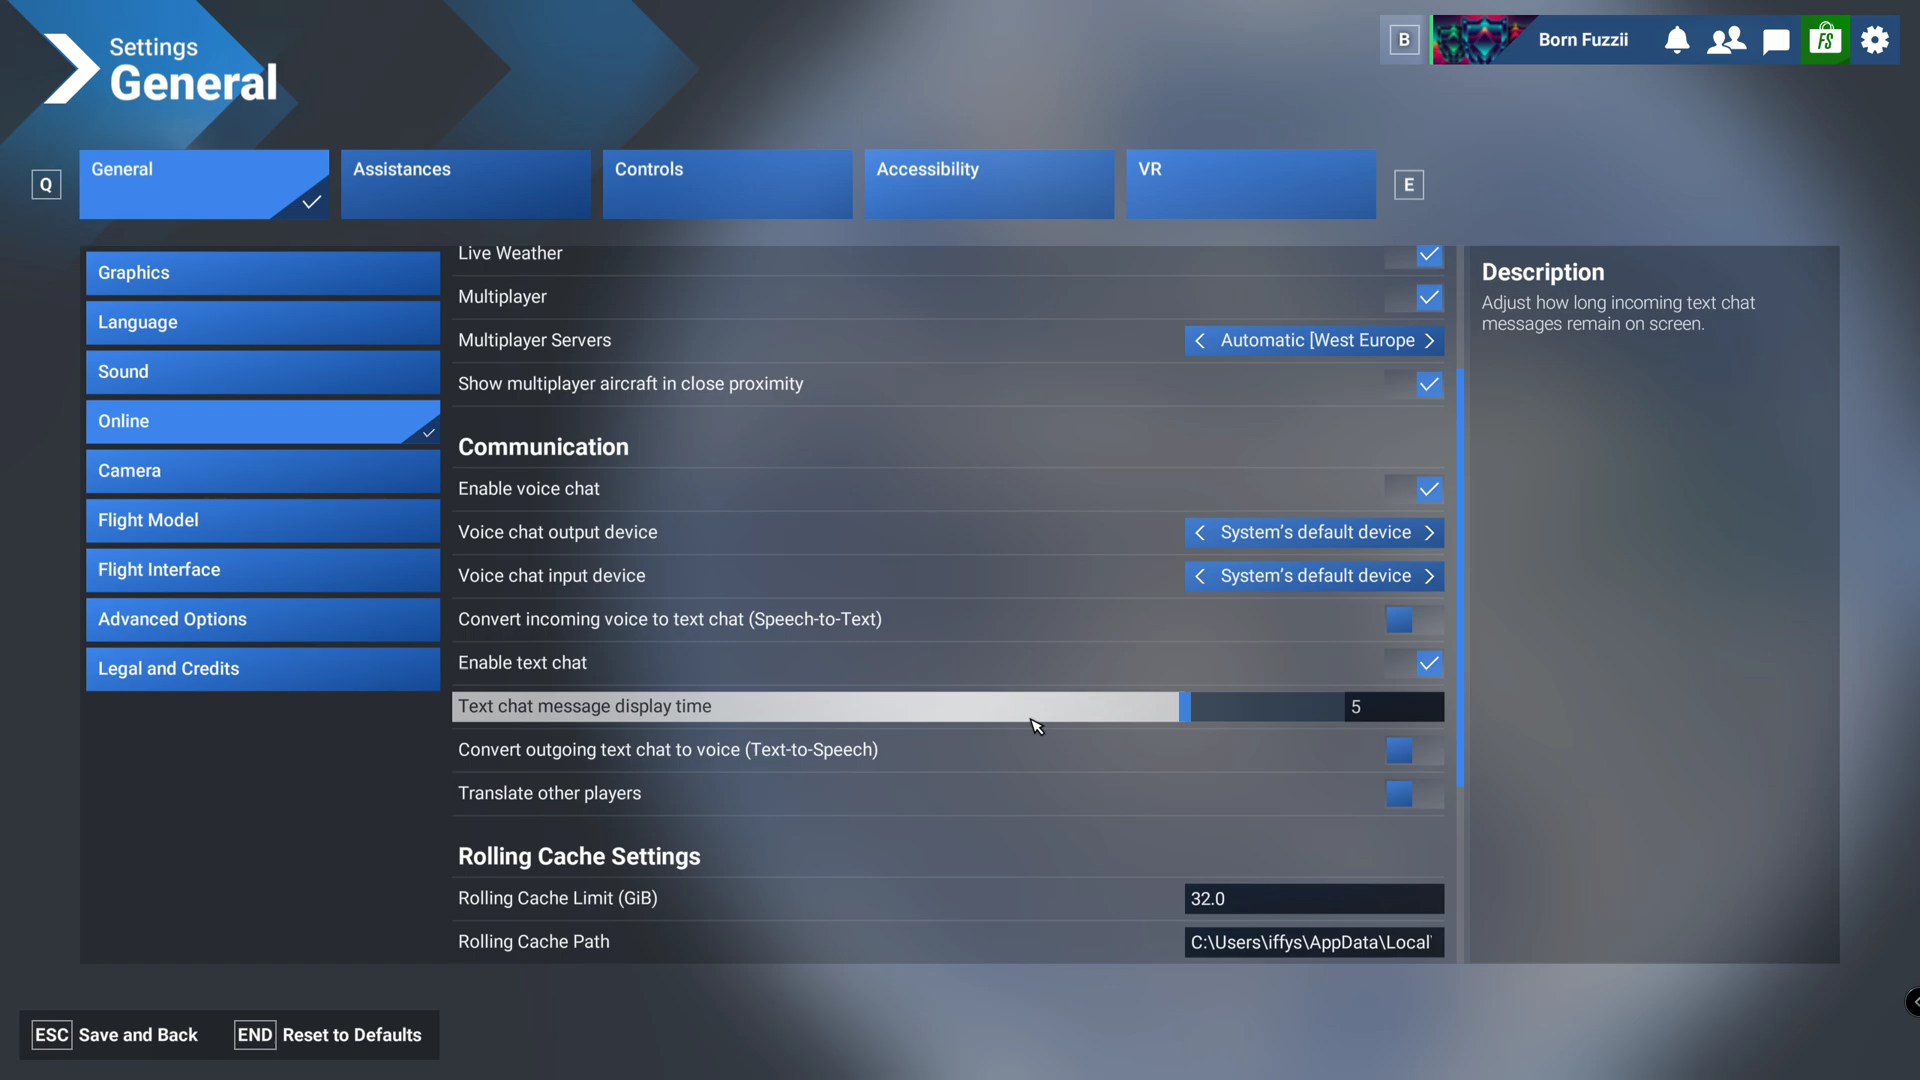 Settings
General
B
Born Fuzzii
FS
Q
General
Assistances
Controls
Accessibility
VR
E
Graphics
Language
Sound
Online
Camera
Flight Model
Flight Interface
Advanced Options
Legal and Credits
Live Weather
Multiplayer
Multiplayer Servers
Automatic [West Europe
Show multiplayer aircraft in close proximity
Communication
Enable voice chat
Voice chat output device
System's default device
Voice chat input device
System's default device
Convert incoming voice to text chat (Speech-to-Text)
Enable text chat
Text chat message display time
5
Convert outgoing text chat to voice (Text-to-Speech)
Translate other players
Rolling Cache Settings
Rolling Cache Limit (GiB)
32.0
Rolling Cache Path
C:\Users\iffys\AppData\Local\
Description
Adjust how long incoming text chat
messages remain on screen.
ESC Save and Back
END Reset to Defaults